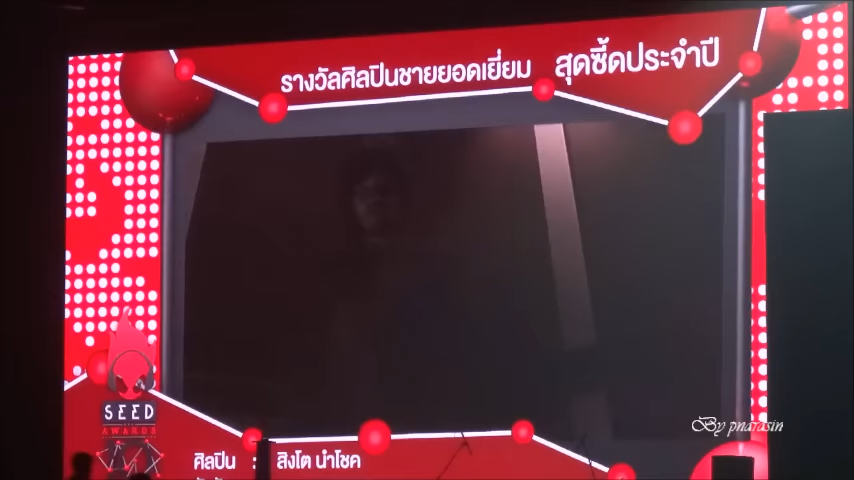 รางวัลศิลปินชายยอดเยี่ยม สุดซี้ดประจำปี
SEED
AWARDS
ศิลปิน : สิงโต นำโชค
By pnarasin